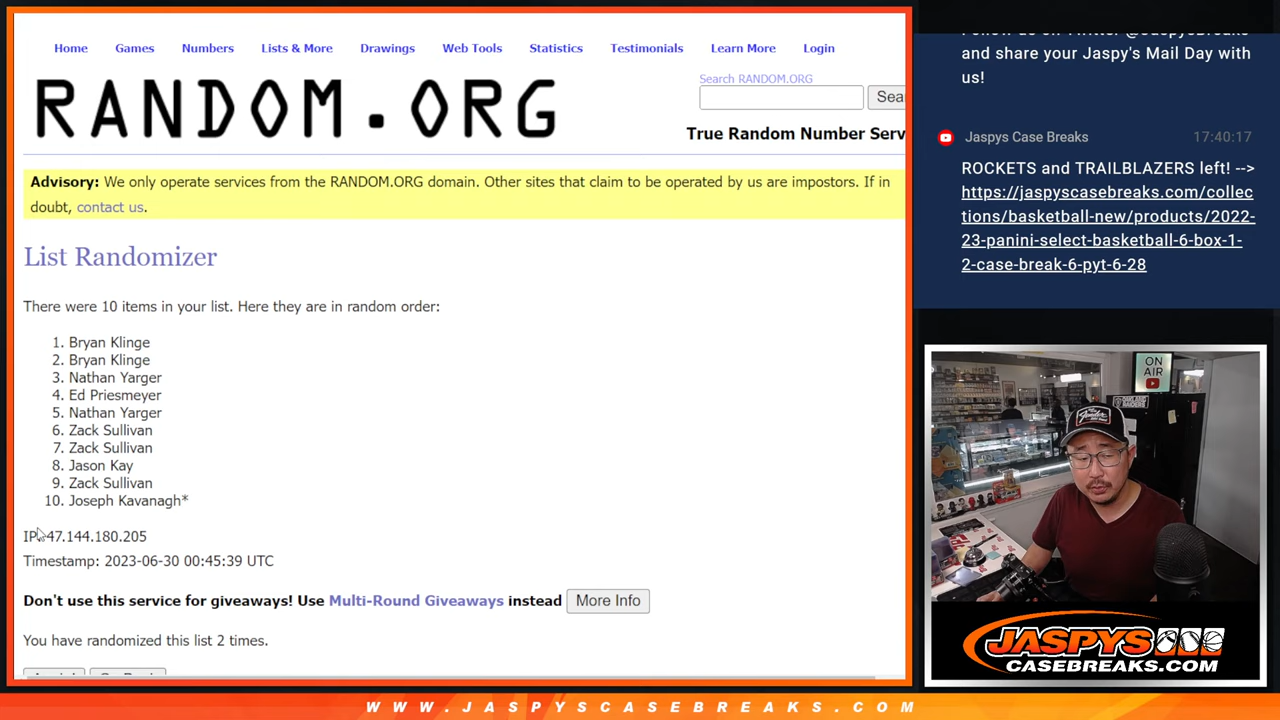 Home Games Numbers Lists & More Drawings Web Tools Statistics Testimonials Learn More Login
RANDOM.ORG
Search RANDOM.ORG
True Random Number Serv
Advisory: We only operate services from the RANDOM.ORG domain. Other sites that claim to be operated by us are impostors. If in
doubt, contact us.
List Randomizer
There were 10 items in your list. Here they are in random order:
1. Bryan Klinge
2. Bryan Klinge
3. Nathan Yarger
4. Ed Priesmeyer
5. Nathan Yarger
6. Zack Sullivan
7. Zack Sullivan
8. Jason Kay
9. Zack Sullivan
10. Joseph Kavanagh*
IP: 47.144.180.205
Timestamp: 2023-06-30 00:45:39 UTC
Don't use this service for giveaways! Use Multi-Round Giveaways instead More Info
You have randomized this list 2 times.
Follow us on Twitter @JaspysBreaks
and share your Jaspy's Mail Day with
us!
Jaspys Case Breaks 17:40:17
ROCKETS and TRAILBLAZERS left! -->
https://jaspyscasebreaks.com/collec
tions/basketball-new/products/2022-
23-panini-select-basketball-6-box-1-
2-case-break-6-pyt-6-28
ON
AIR
JASPYS
CASEBREAKS.COM
WWW.JASPYSCASEBREAKS.COM